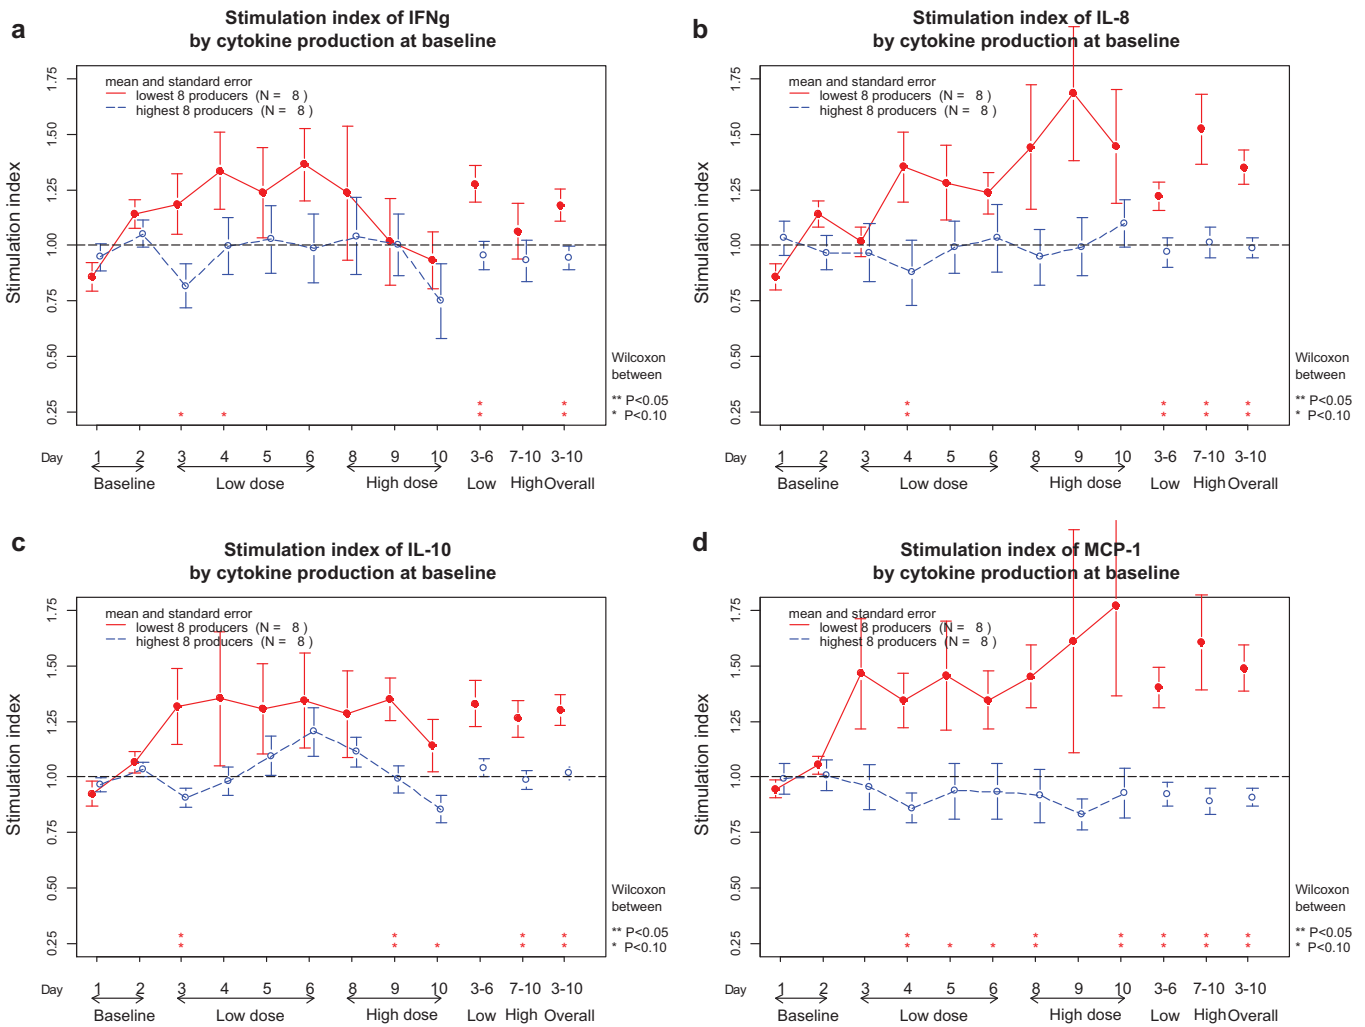 a
Stimulation index of IFNg
by cytokine production at baseline
mean and standard error
lowest 8 producers (N = 8 )
highest 8 producers (N = 8 )
Stimulation index
1.75
1.50
1.25
1.00
0.75
0.50
0.25
* * * *
* *
Wilcoxon
between
** P<0.05
* P<0.10
Day 1 2 3 4 5 6 8 9 10 3-6 7-10 3-10
Baseline Low dose High dose Low High Overall
b
Stimulation index of IL-8
by cytokine production at baseline
mean and standard error
lowest 8 producers (N = 8 )
highest 8 producers (N = 8 )
Stimulation index
1.75
1.50
1.25
1.00
0.75
0.50
0.25
* * * *
* * * *
Wilcoxon
between
** P<0.05
* P<0.10
Day 1 2 3 4 5 6 8 9 10 3-6 7-10 3-10
Baseline Low dose High dose Low High Overall
c
Stimulation index of IL-10
by cytokine production at baseline
mean and standard error
lowest 8 producers (N = 8 )
highest 8 producers (N = 8 )
Stimulation index
1.75
1.50
1.25
1.00
0.75
0.50
0.25
* * * *
* * * * *
Wilcoxon
between
** P<0.05
* P<0.10
Day 1 2 3 4 5 6 8 9 10 3-6 7-10 3-10
Baseline Low dose High dose Low High Overall
d
Stimulation index of MCP-1
by cytokine production at baseline
mean and standard error
lowest 8 producers (N = 8 )
highest 8 producers (N = 8 )
Stimulation index
1.75
1.50
1.25
1.00
0.75
0.50
0.25
* * * * * *
* * * * * * * *
Wilcoxon
between
** P<0.05
* P<0.10
Day 1 2 3 4 5 6 8 9 10 3-6 7-10 3-10
Baseline Low dose High dose Low High Overall